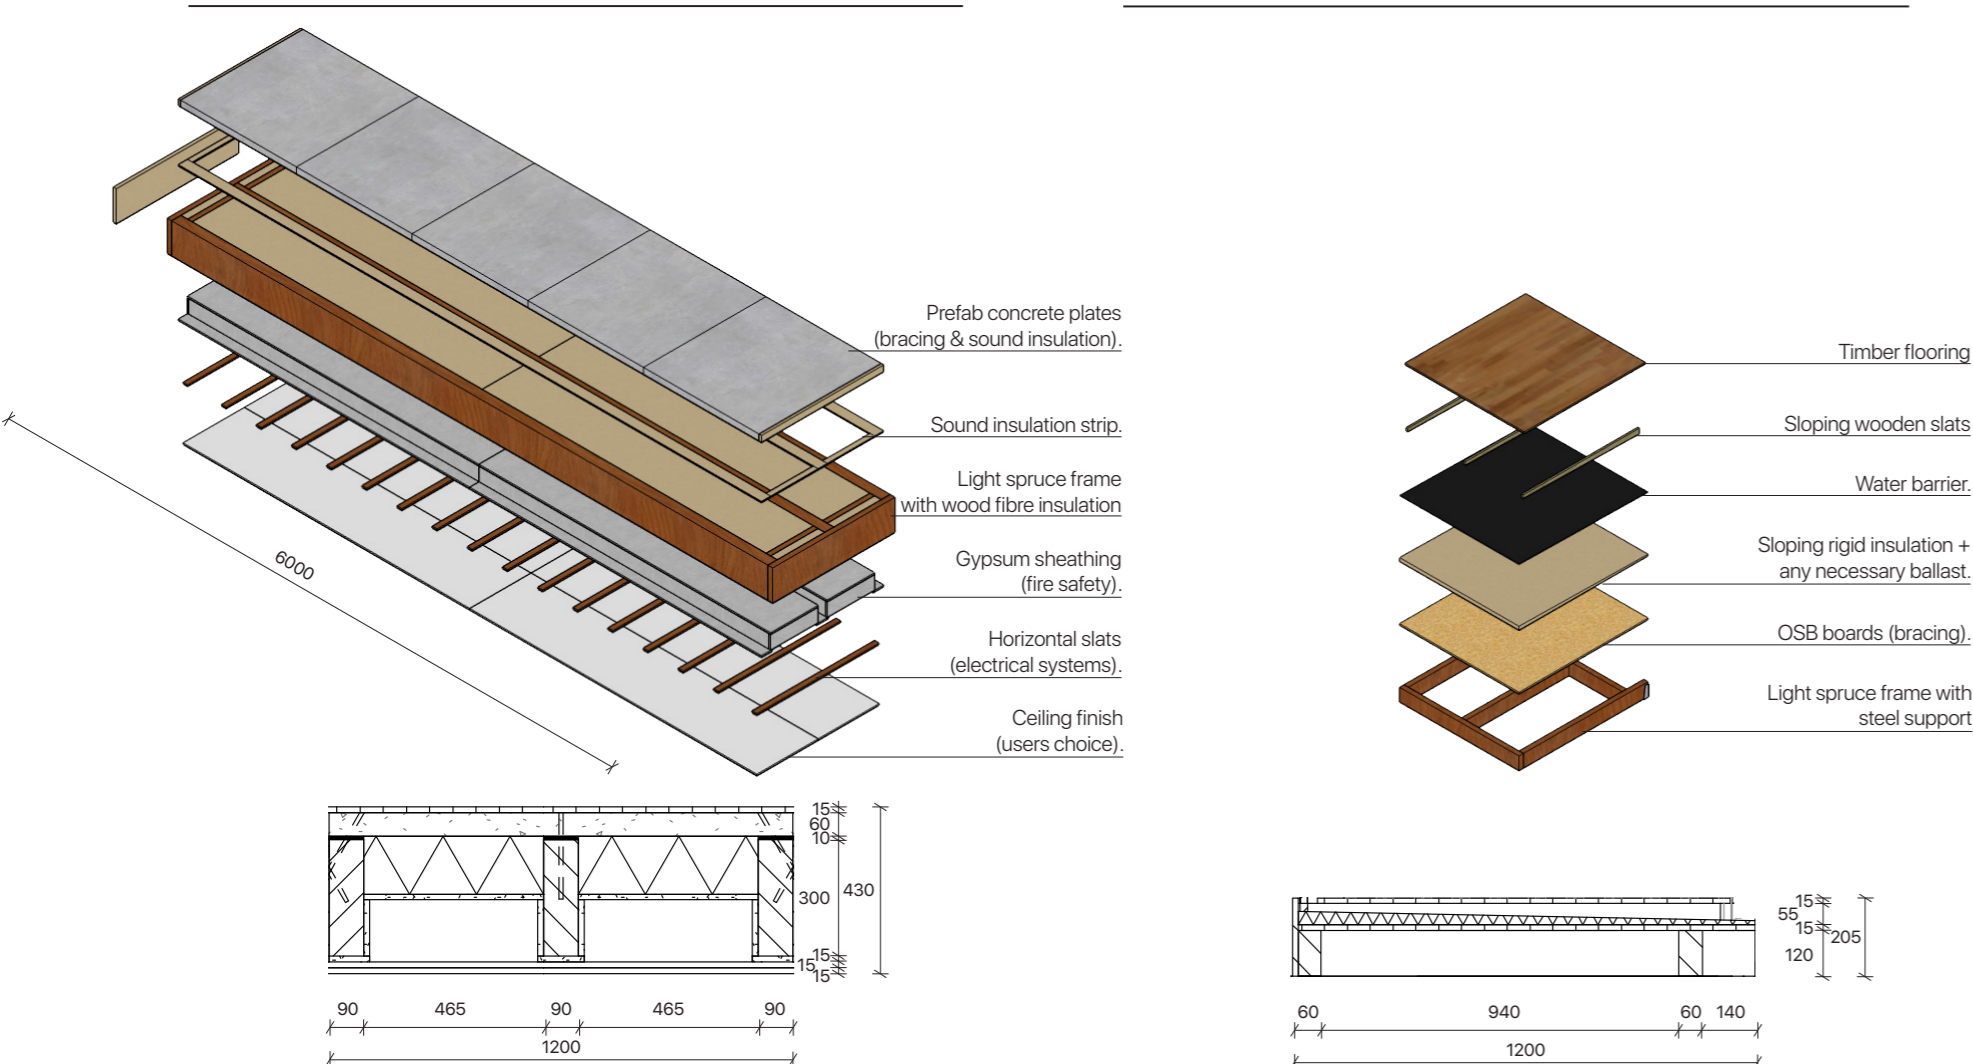 Prefab concrete plates
(bracing & sound insulation).
Sound insulation strip.
Light spruce frame
with wood fibre insulation
Gypsum sheathing
(fire safety).
Horizontal slats
(electrical systems).
Ceiling finish
(users choice).
6000
15
60
10
300
430
15
15
15
90 465 90 465 90
1200
Timber flooring
Sloping wooden slats
Water barrier.
Sloping rigid insulation +
any necessary ballast.
OSB boards (bracing).
Light spruce frame with
steel support
15
55
15
205
120
60 940 60 140
1200